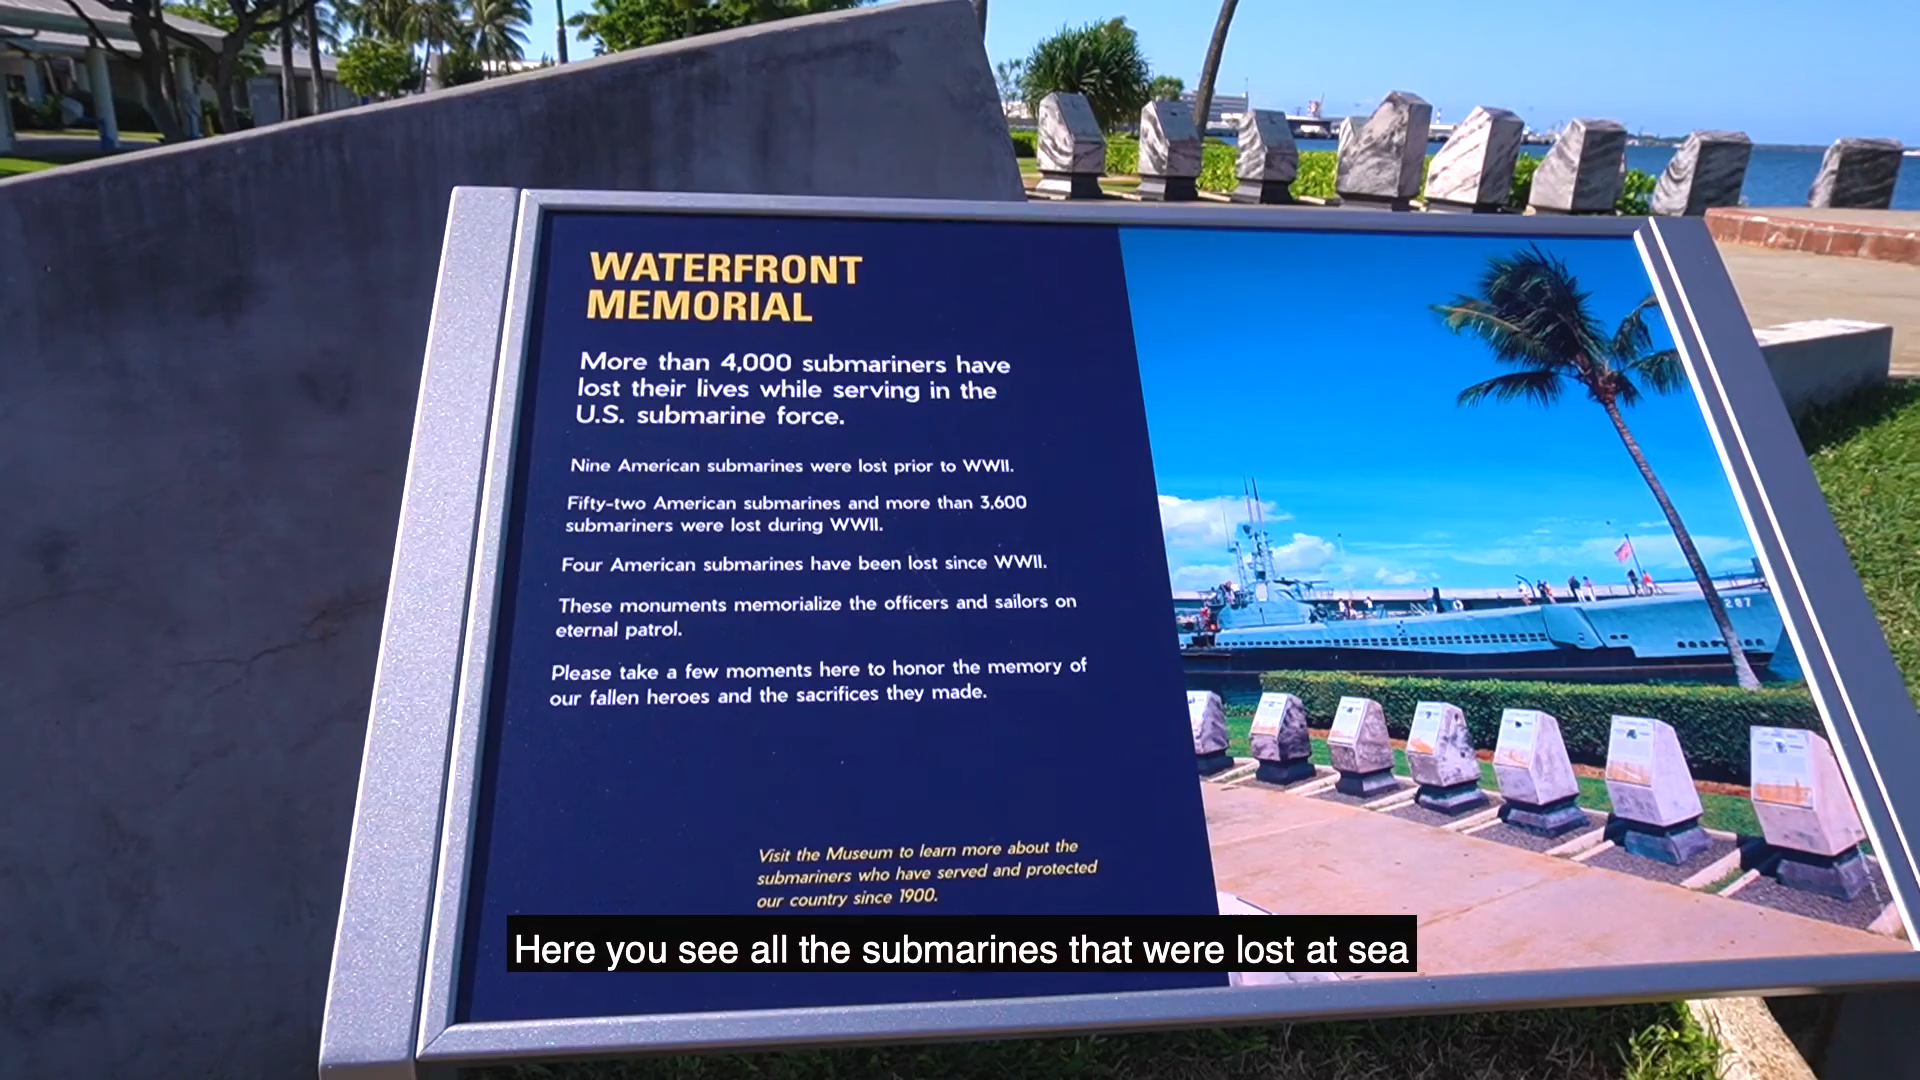 WATERFRONT
MEMORIAL
More than 4,000 submariners have
lost their lives while serving in the
U.S. submarine force.
Nine American submarines were lost prior to WWII.
Fifty-two American submarines and more than 3,600
submariners were lost during WWII.
Four American submarines have been lost since WWII.
These monuments memorialize the officers and sailors on
eternal patrol.
Please take a few moments here to honor the memory of
our fallen heroes and the sacrifices they made.
Visit the Museum to learn more about the
submariners who have served and protected
our country since 1900.
287
Here you see all the submarines that were lost at sea